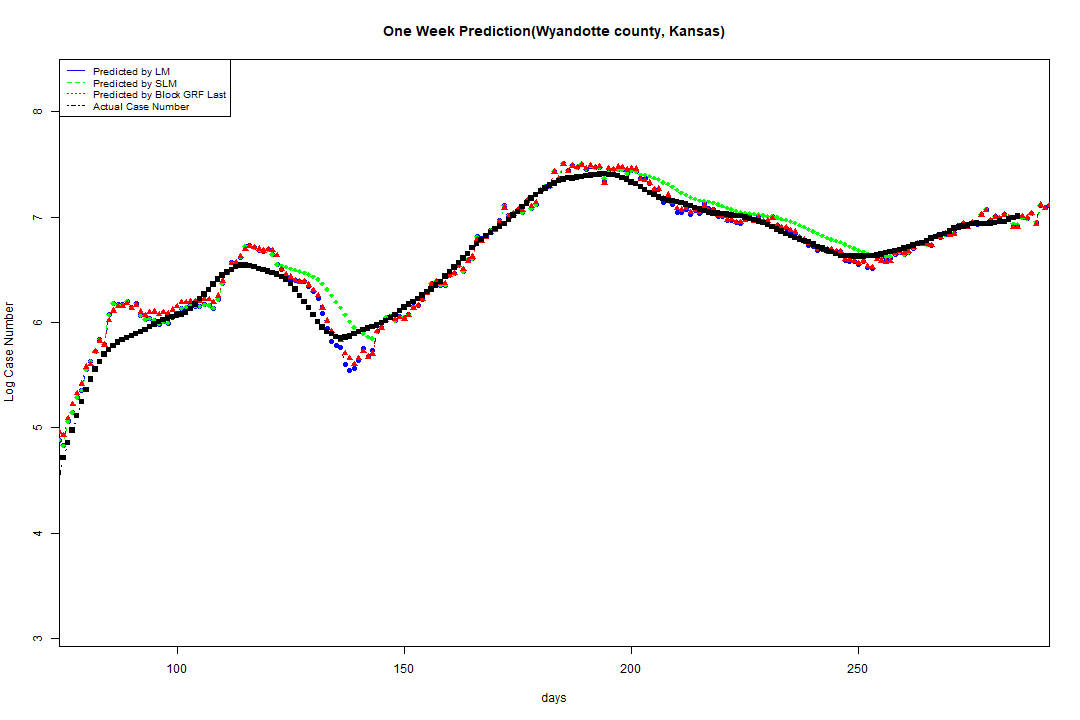 One Week Prediction(Wyandotte county, Kansas)
Predicted by LM
Predicted by SLM
Predicted by Block GRF Last
Actual Case Number
8
7
6
5
4
3
Log Case Number
100 150 200 250
days